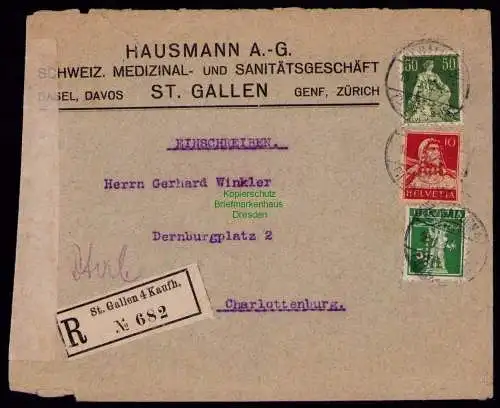 HAUSMANN A.-G.
SCHWEIZ. MEDIZINAL- UND SANITÄTSGESCHÄFT
BASEL, DAVOS ST. GALLEN GENF, ZÜRICH
50 50
EINSCHREIBEN.
10
HELVETIA
Herrn Gerhard Winkler
Kopierschutz
Briefmarkenhaus
Dresden
HELVETIA
Dernburgplatz 2
St. Gallen 4 Kaufh.
R № 682
Charlottenburg.